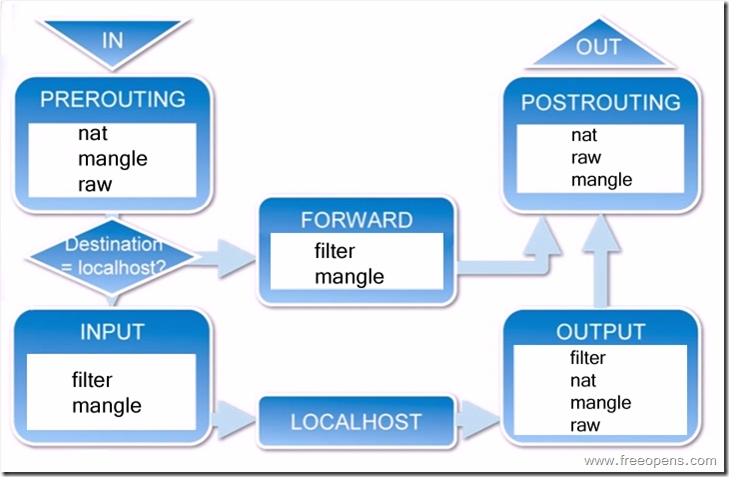 IN
PREROUTING
nat
mangle
raw
Destination
= localhost?
INPUT
filter
mangle
FORWARD
filter
mangle
LOCALHOST
OUT
POSTROUTING
nat
raw
mangle
OUTPUT
filter
nat
mangle
raw
www.freeopens.com